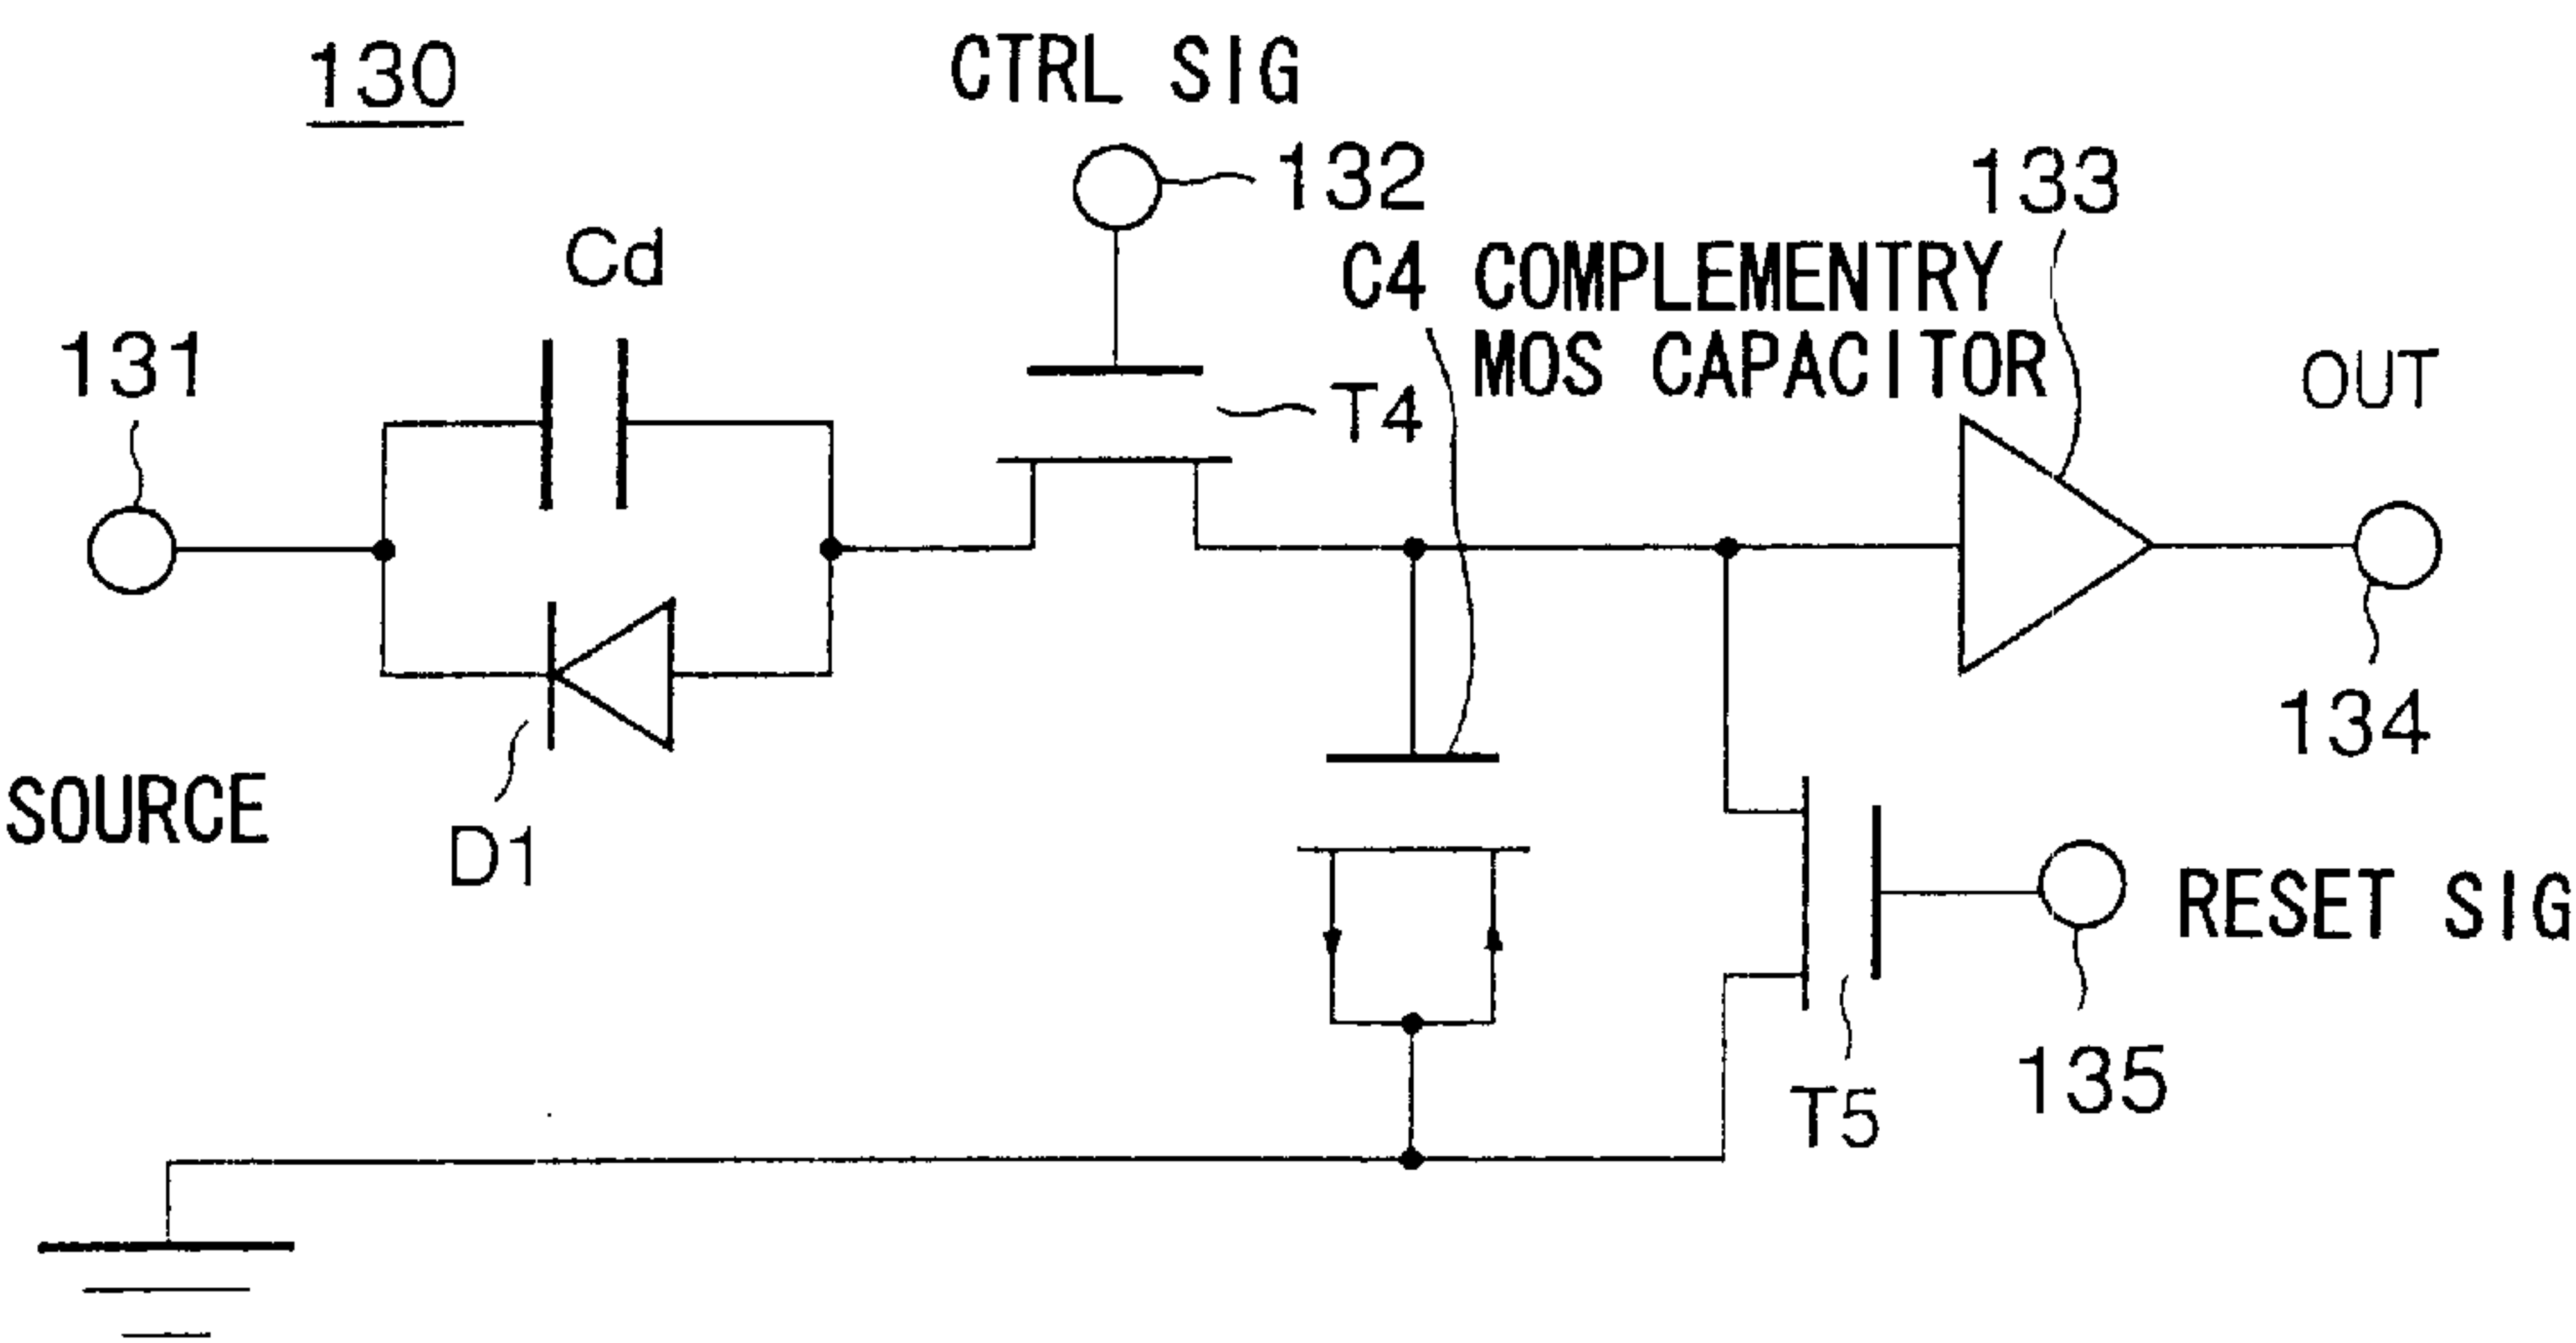 130
CTRL SIG
132
133
Cd
C4 COMPLEMENTRY
MOS CAPACITOR
131
T4
OUT
134
SOURCE
D1
RESET SIG
135
T5